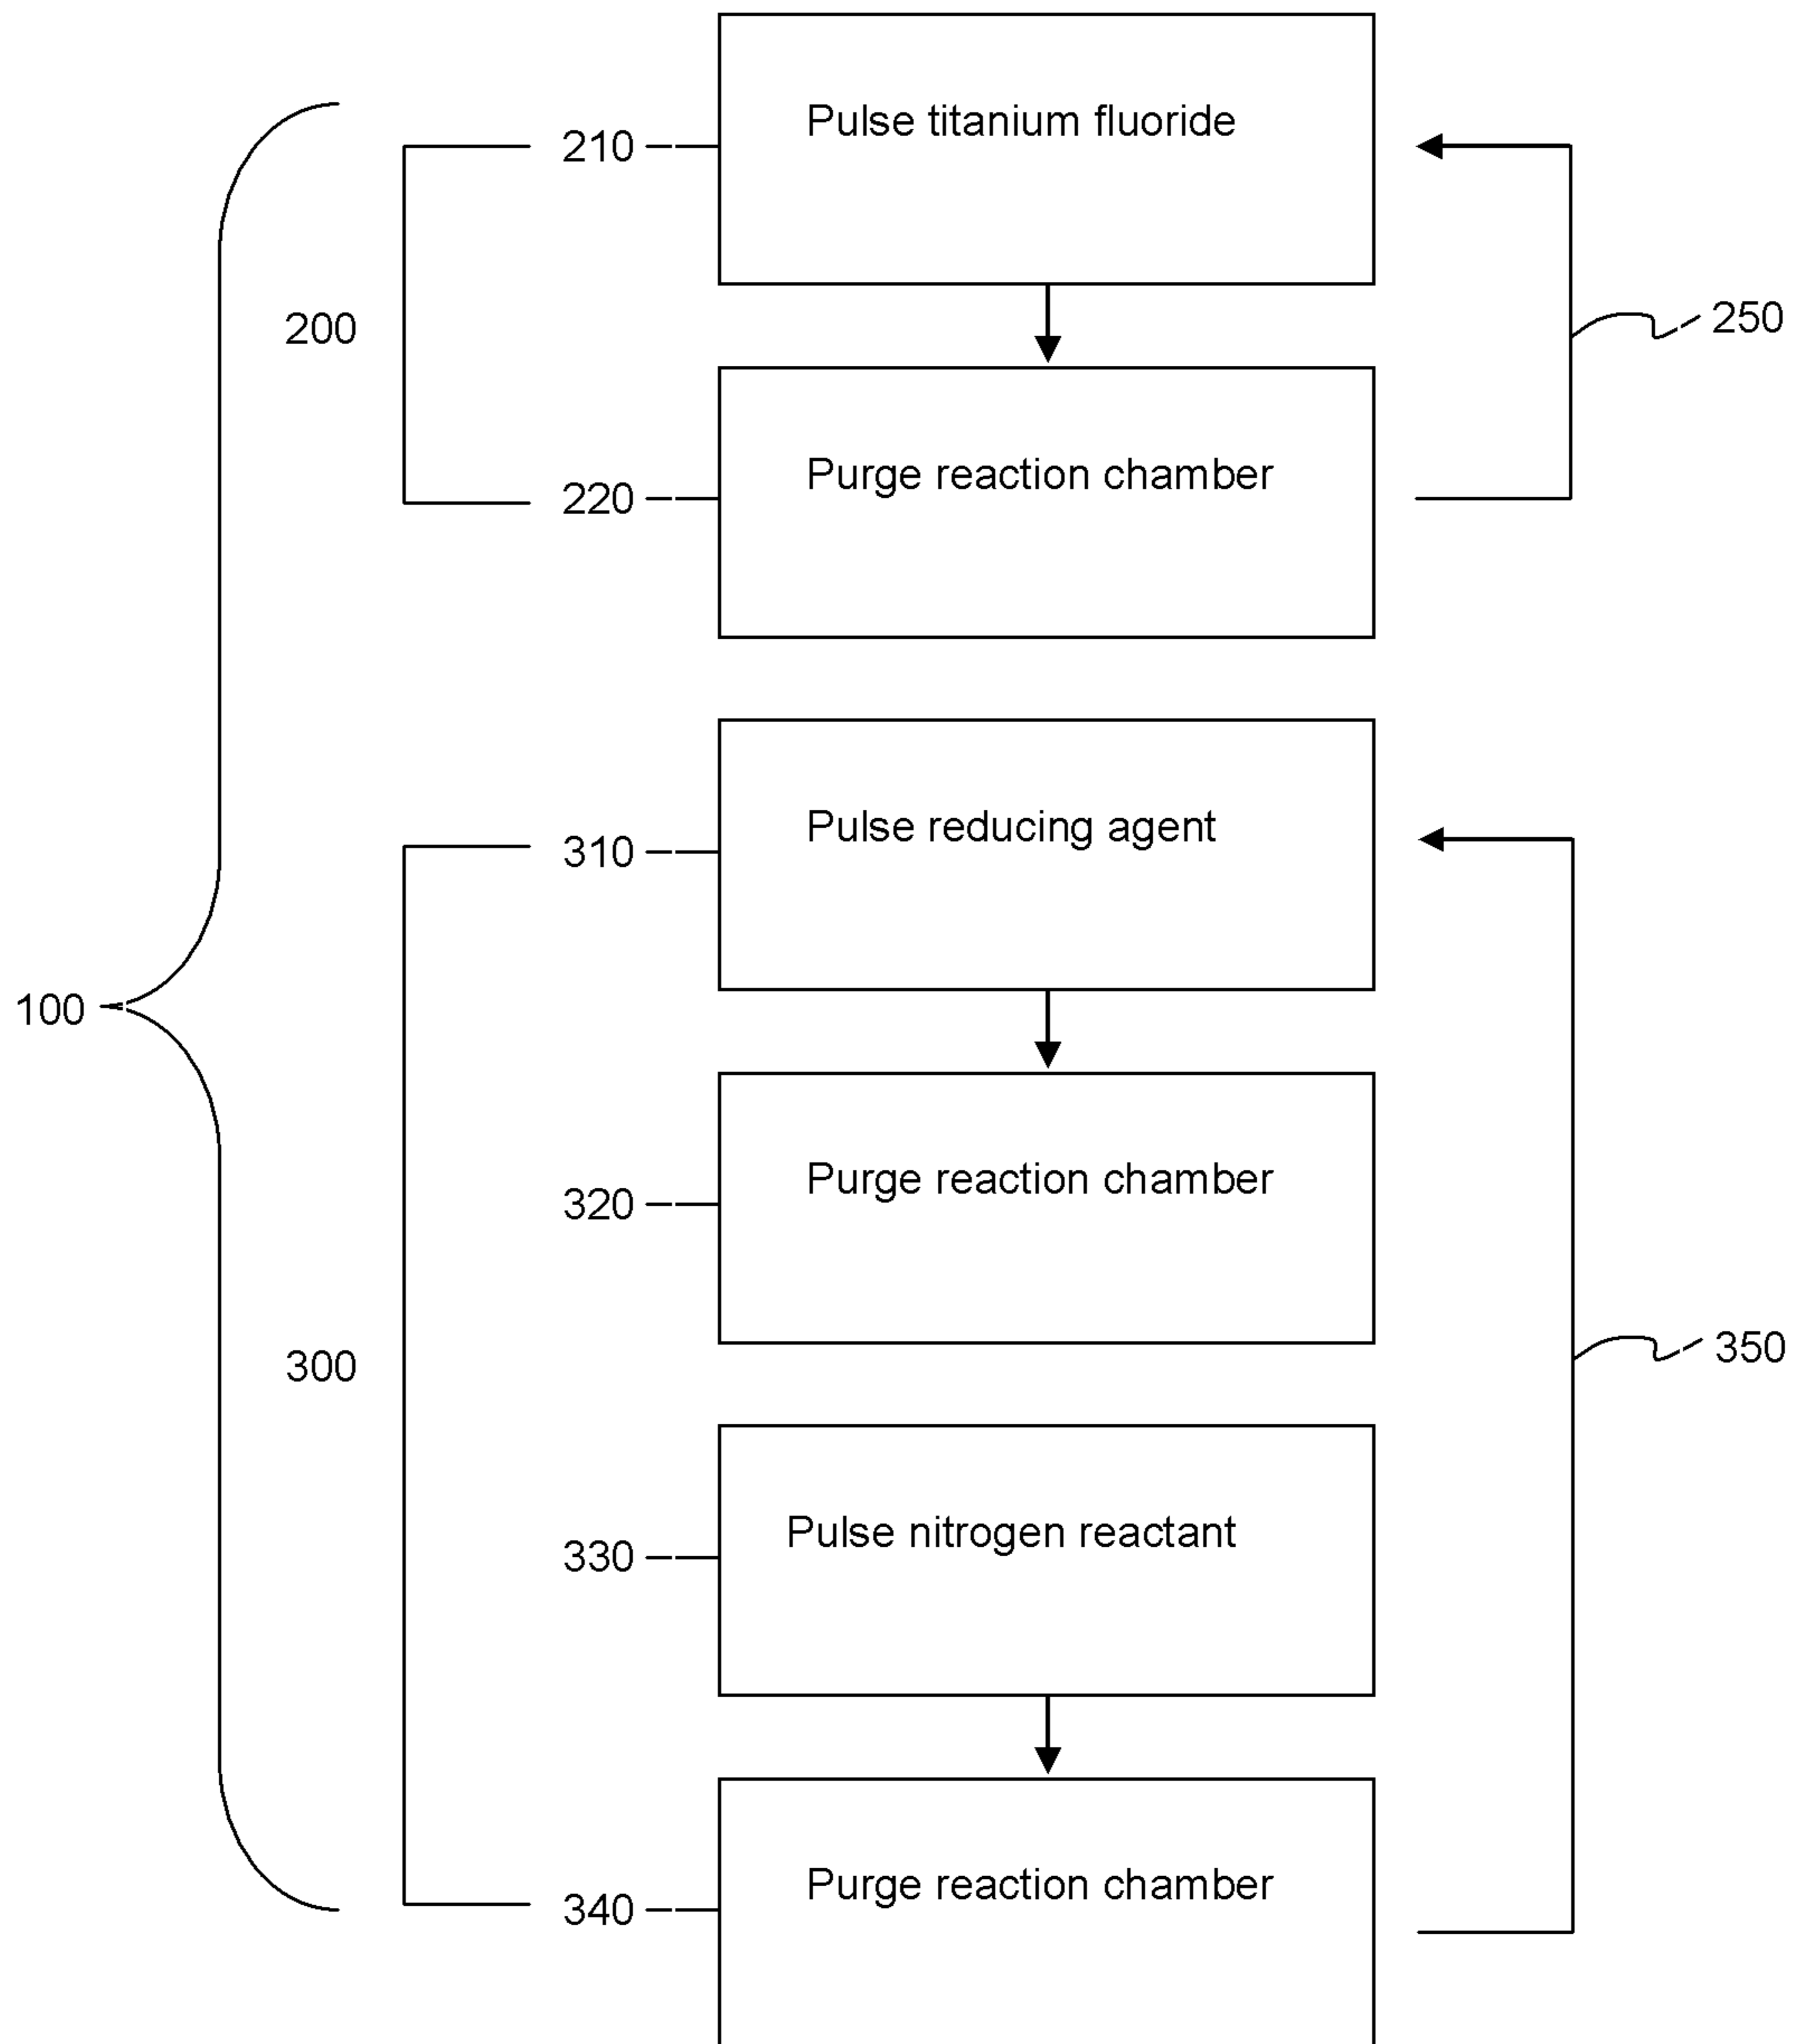 Pulse titanium fluoride
210
200
250
Purge reaction chamber
220
Pulse reducing agent
310
100
Purge reaction chamber
320
300
350
Pulse nitrogen reactant
330
Purge reaction chamber
340